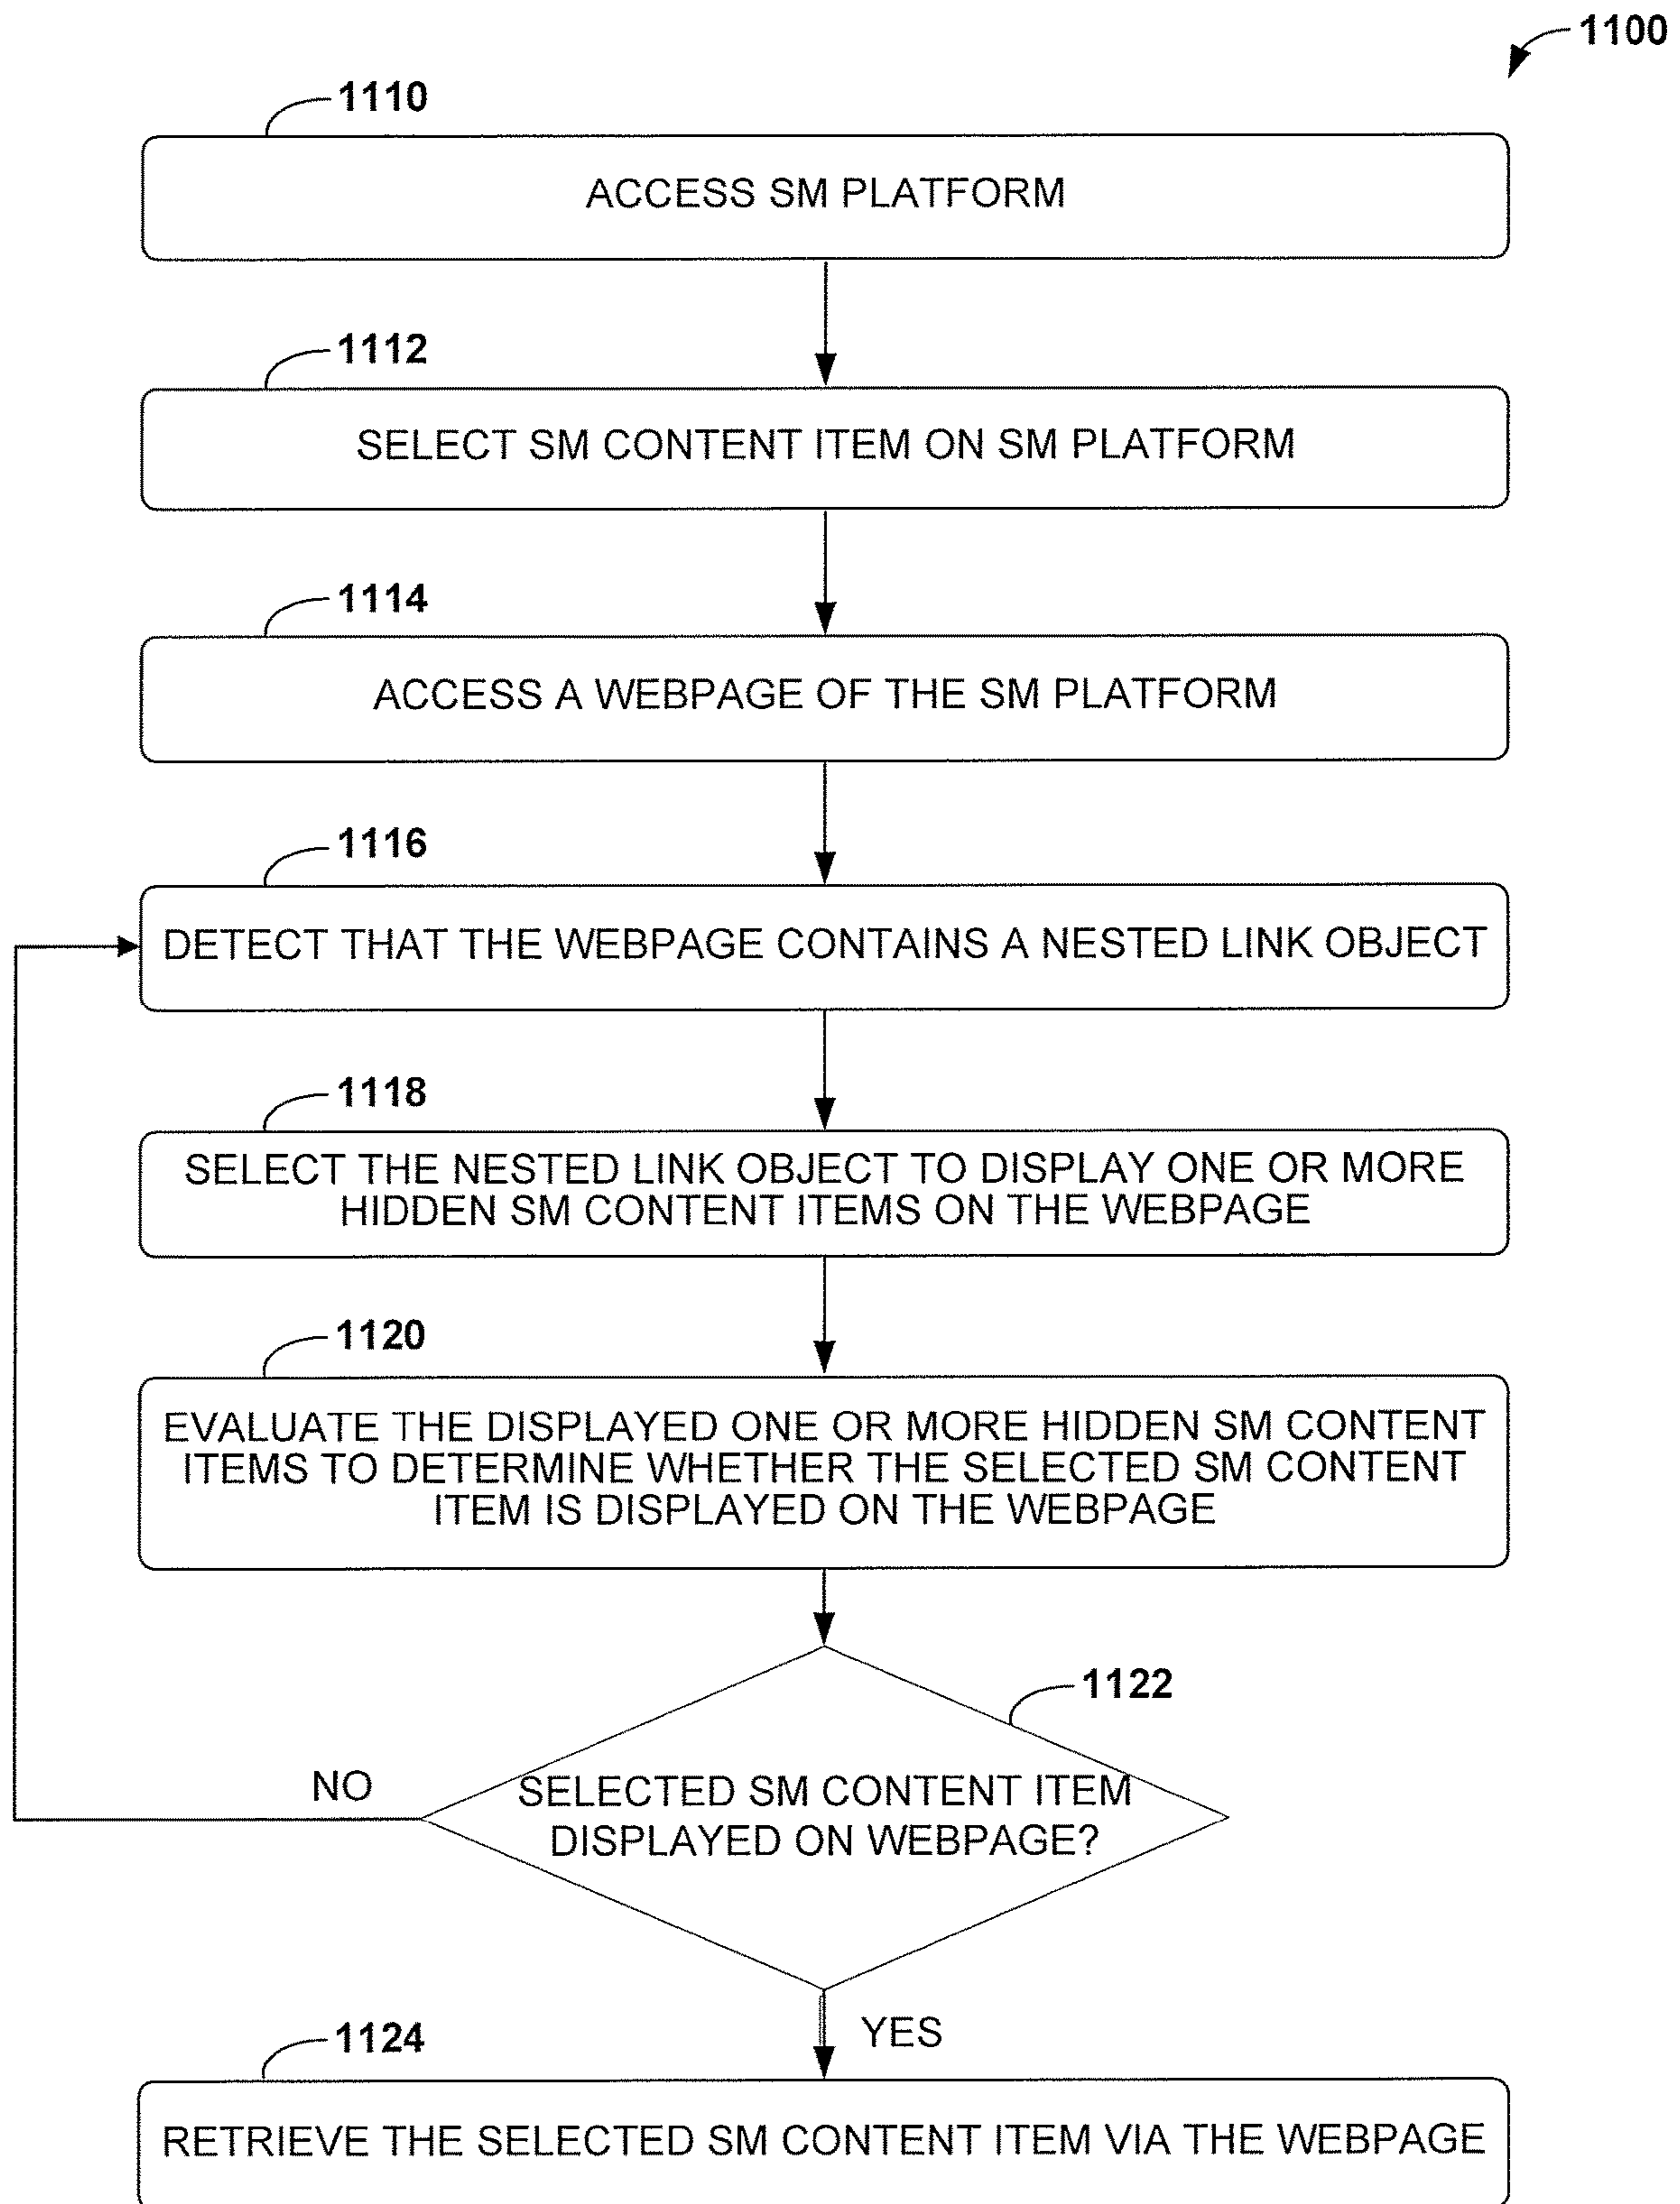 1100
1110
ACCESS SM PLATFORM
1112
SELECT SM CONTENT ITEM ON SM PLATFORM
1114
ACCESS A WEBPAGE OF THE SM PLATFORM
1116
DETECT THAT THE WEBPAGE CONTAINS A NESTED LINK OBJECT
1118
SELECT THE NESTED LINK OBJECT TO DISPLAY ONE OR MORE
HIDDEN SM CONTENT ITEMS ON THE WEBPAGE
1120
EVALUATE THE DISPLAYED ONE OR MORE HIDDEN SM CONTENT
ITEMS TO DETERMINE WHETHER THE SELECTED SM CONTENT
ITEM IS DISPLAYED ON THE WEBPAGE
1122
NO
SELECTED SM CONTENT ITEM
DISPLAYED ON WEBPAGE?
YES
1124
RETRIEVE THE SELECTED SM CONTENT ITEM VIA THE WEBPAGE